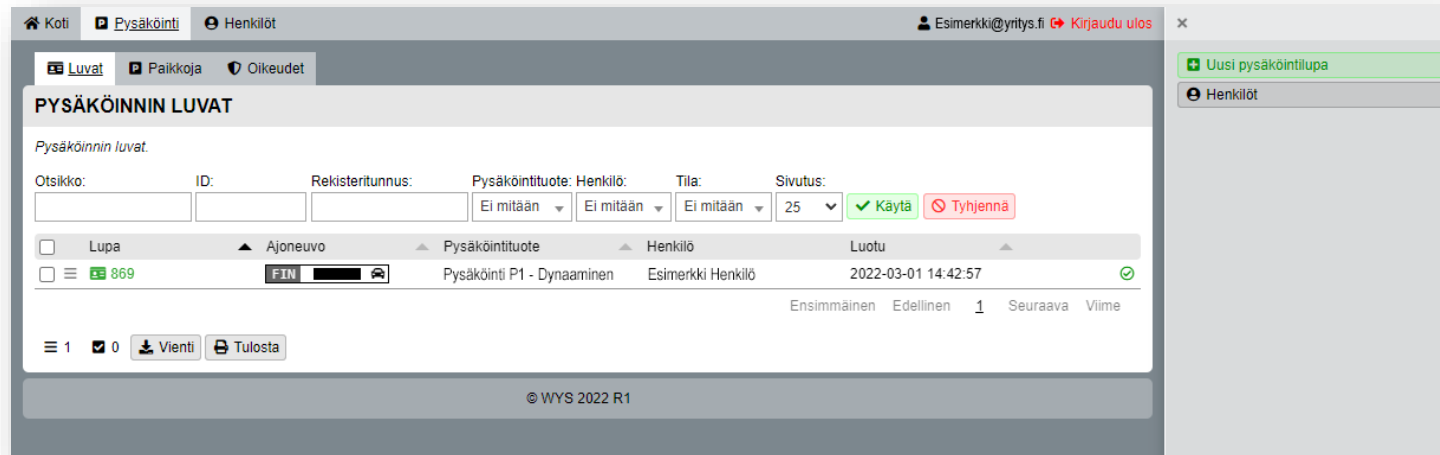 Koti Pysäköinti Henkilöt Esimerkki@yritys.fi Kirjaudu ulos ×
Luvat Paikkoja Oikeudet
Uusi pysäköintilupa
Henkilöt
PYSÄKÖINNIN LUVAT
Pysäköinnin luvat.
Otsikko: ID: Rekisteritunnus: Pysäköintituote: Henkilö: Tila: Sivutus:
Ei mitään Ei mitään Ei mitään 25 Käytä Tyhjennä
Lupa Ajoneuvo Pysäköintituote Henkilö Luotu
869 FIN Pysäköinti P1 - Dynaaminen Esimerkki Henkilö 2022-03-01 14:42:57
Ensimmäinen Edellinen 1 Seuraava Viime
1 0 Vienti Tulosta
© WYS 2022 R1